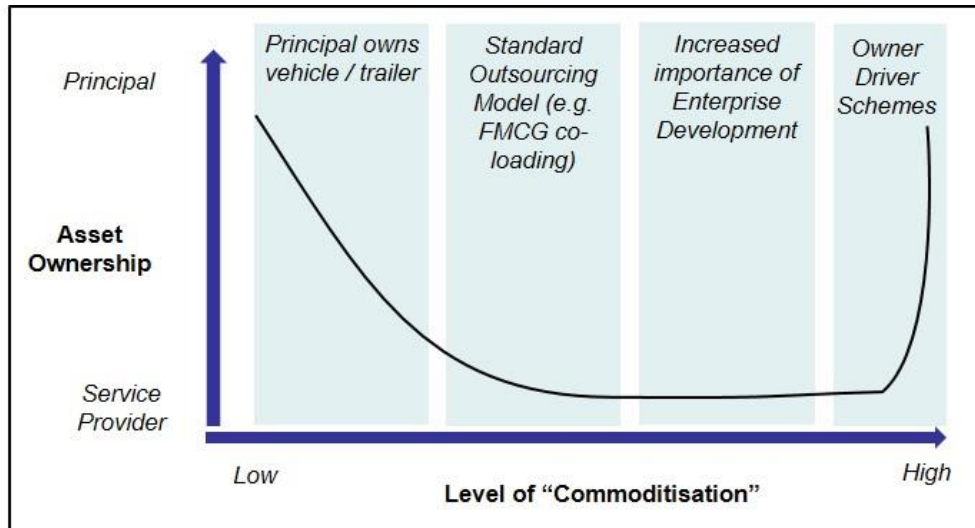 Principal owns
vehicle / trailer
Standard
Outsourcing
Model (e.g.
FMCG co-
loading)
Increased
importance of
Enterprise
Development
Owner
Driver
Schemes
Principal
Asset
Ownership
Service
Provider
Low
High
Level of “Commoditisation”